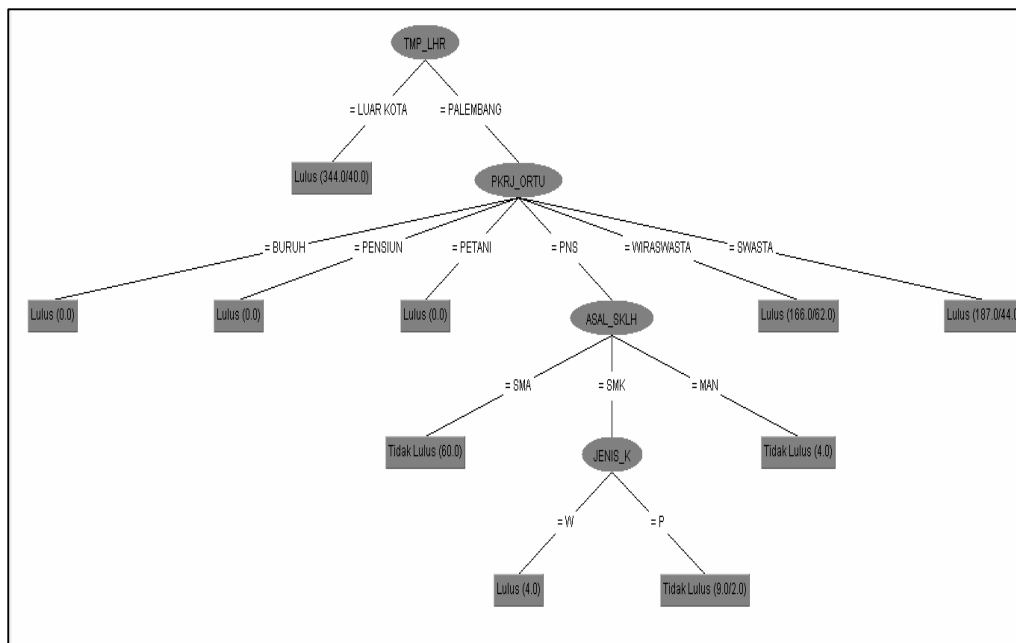 TMP_LHR
= LUAR KOTA = PALEMBANG
Lulus (344.0/40.0)
PKRJ_ORTU
= BURUH = PENSIUN = PETANI = PNS = WIRASWASTA = SWASTA
Lulus (0.0) Lulus (0.0) Lulus (0.0) ASAL_SKLH Lulus (166.0/62.0) Lulus (187.0/44.0
= SMA = SMK = MAN
Tidak Lulus (60.0) JENIS_K Tidak Lulus (4.0)
= W = P
Lulus (4.0) Tidak Lulus (9.0/2.0)